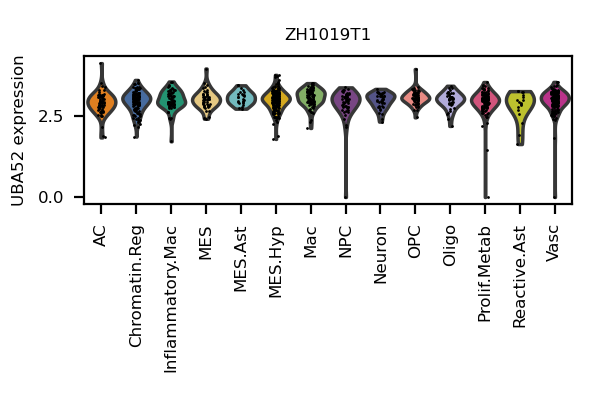 ZH1019T1
UBA52 expression
2.5
0.0
AC
Chromatin.Reg
Inflammatory.Mac
MES
MES.Ast
MES.Hyp
Mac
NPC
Neuron
OPC
Oligo
Prolif.Metab
Reactive.Ast
Vasc